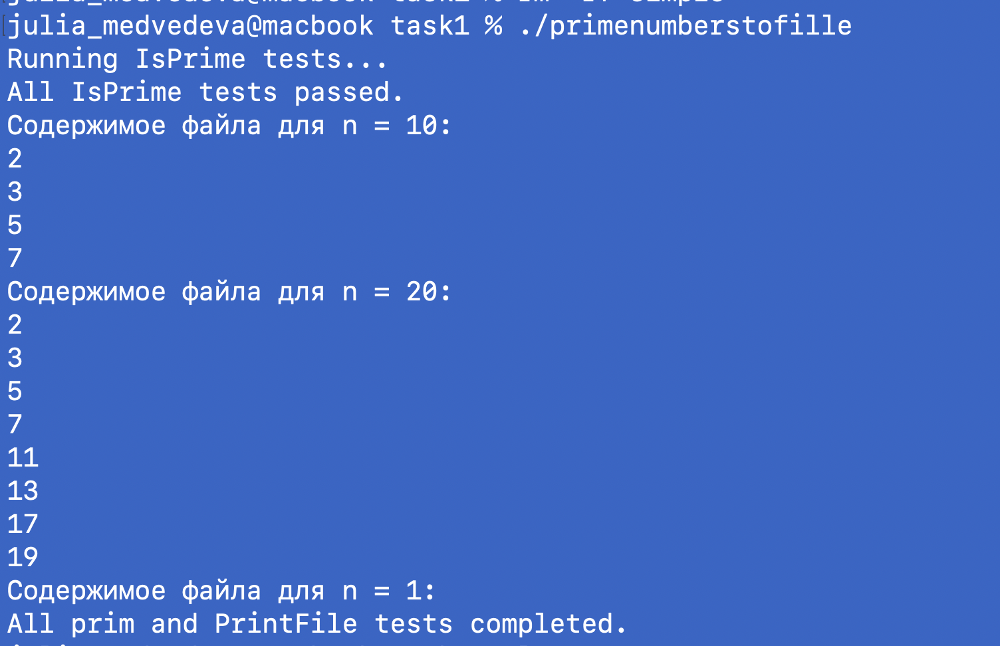 julia_medvedeva@macbook task1 % ./primenumberstofille
Running IsPrime tests...
All IsPrime tests passed.
Содержимое файла для n = 10:
2
3
5
7
Содержимое файла для n = 20:
2
3
5
7
11
13
17
19
Содержимое файла для n = 1:
All prim and PrintFile tests completed.